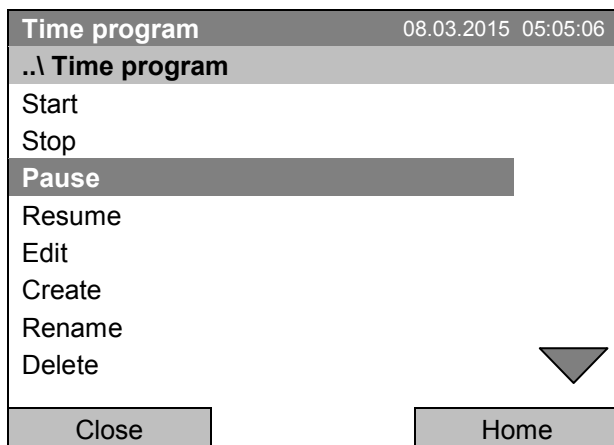 Time program 08.03.2015 05:05:06
..\ Time program
Start
Stop
Pause
Resume
Edit
Create
Rename
Delete
Close Home